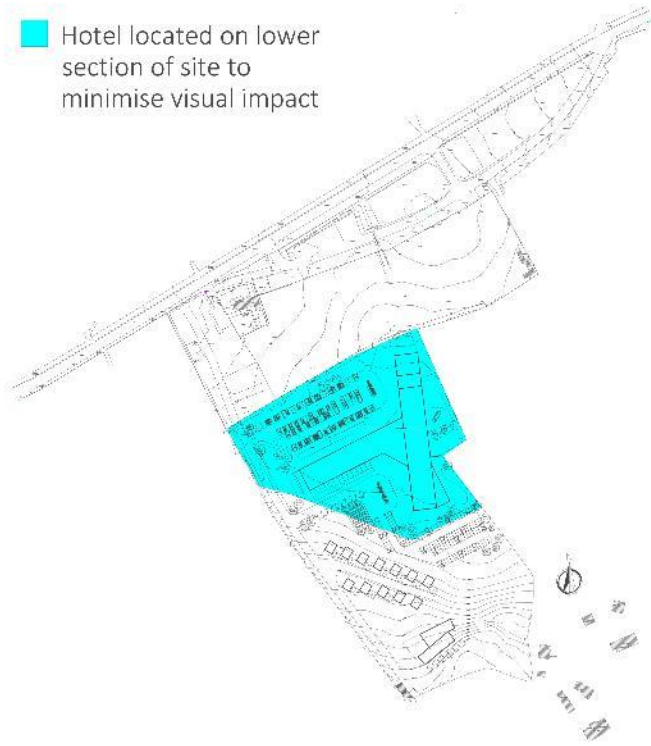 Hotel located on lower
section of site to
minimise visual impact